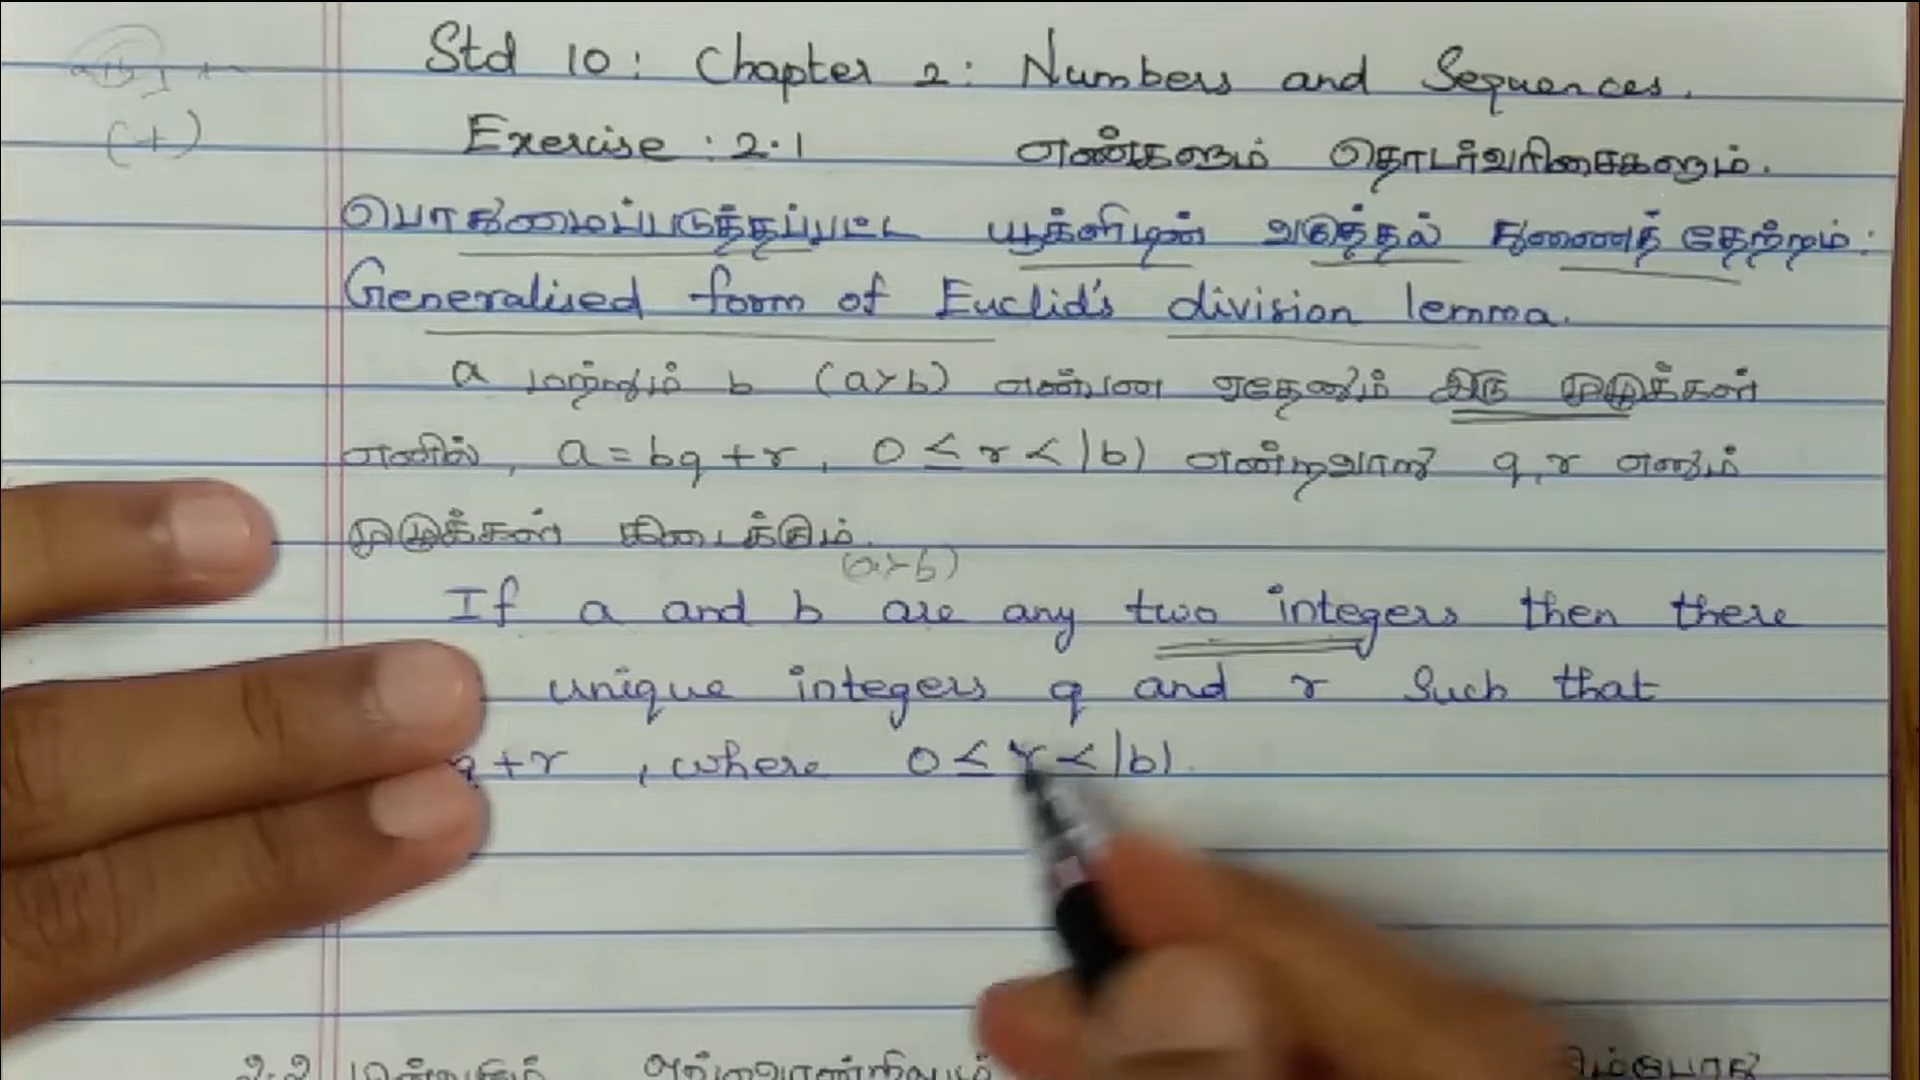 Std 10: Chapter 2: Numbers and Sequences.
(+)
Exercise: 2.1 எண்களும் தொடர்வரிசைகளும்.
பொதுமைப்படுத்தப்பட்ட யூக்ளிடின் வகுத்தல் துணைத் தேற்றம்:
Generalised form of Euclid's division lemma.
a மற்றும் b (a>b) என்பன ஏதேனும் இரு முழுக்கள்
எனில், a=bq+r, 0≤r<|b| என்றவாறு q,r எனும்
முழுக்கள் கிடைக்கும்.
(a>b)
If a and b are any two integers then there
unique integers q and r such that
q+r, where 0≤r<|b|.
2.2